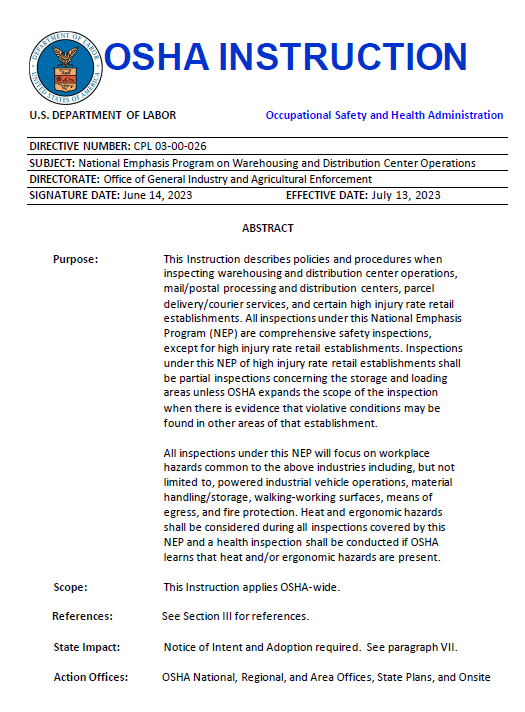 DEPARTMENT OF LABOR
UNITED STATES OF AMERICA
OSHA INSTRUCTION
U.S. DEPARTMENT OF LABOR Occupational Safety and Health Administration
DIRECTIVE NUMBER: CPL 03-00-026
SUBJECT: National Emphasis Program on Warehousing and Distribution Center Operations
DIRECTORATE: Office of General Industry and Agricultural Enforcement
SIGNATURE DATE: June 14, 2023 EFFECTIVE DATE: July 13, 2023
ABSTRACT
Purpose: This Instruction describes policies and procedures when
inspecting warehousing and distribution center operations,
mail/postal processing and distribution centers, parcel
delivery/courier services, and certain high injury rate retail
establishments. All inspections under this National Emphasis
Program (NEP) are comprehensive safety inspections,
except for high injury rate retail establishments. Inspections
under this NEP of high injury rate retail establishments shall
be partial inspections concerning the storage and loading
areas unless OSHA expands the scope of the inspection
when there is evidence that violative conditions may be
found in other areas of that establishment.
All inspections under this NEP will focus on workplace
hazards common to the above industries including, but not
limited to, powered industrial vehicle operations, material
handling/storage, walking-working surfaces, means of
egress, and fire protection. Heat and ergonomic hazards
shall be considered during all inspections covered by this
NEP and a health inspection shall be conducted if OSHA
learns that heat and/or ergonomic hazards are present.
Scope: This Instruction applies OSHA-wide.
References: See Section III for references.
State Impact: Notice of Intent and Adoption required. See paragraph VII.
Action Offices: OSHA National, Regional, and Area Offices, State Plans, and Onsite